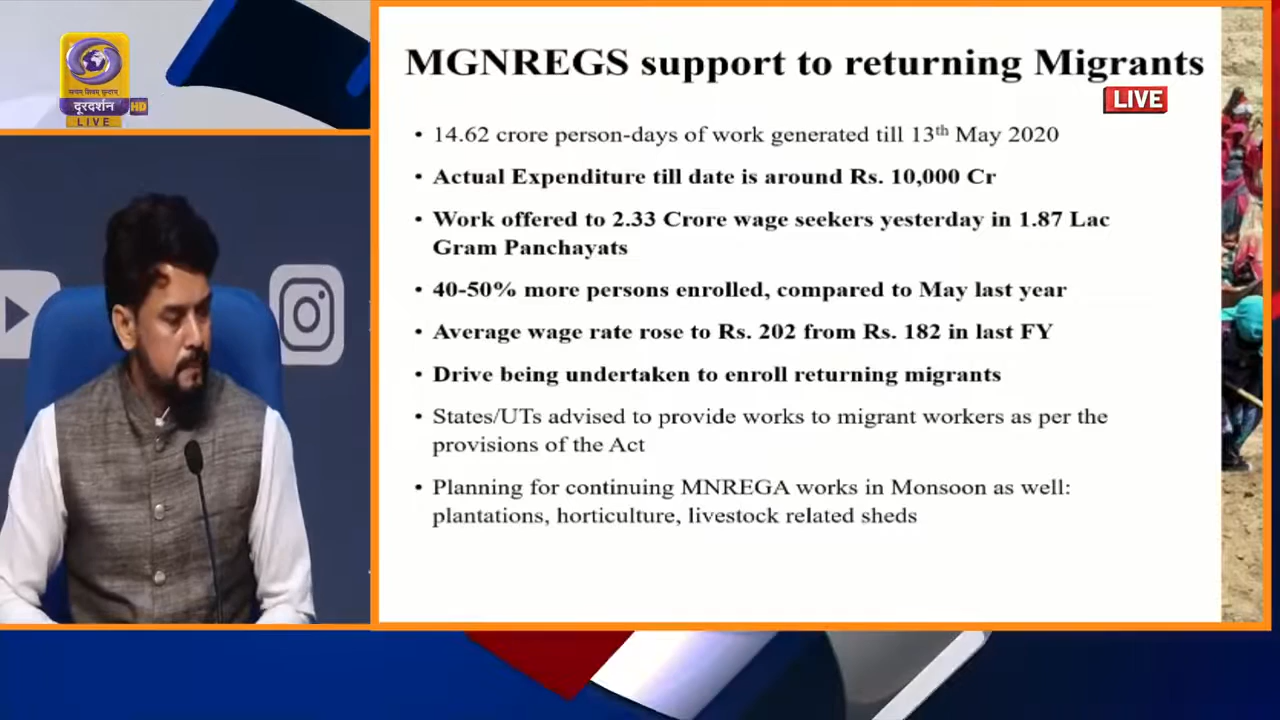 सत्यम् शिवम् सुन्दरम्
दूरदर्शन HD
LIVE
MGNREGS support to returning Migrants
LIVE
• 14.62 crore person-days of work generated till 13th May 2020
• Actual Expenditure till date is around Rs. 10,000 Cr
• Work offered to 2.33 Crore wage seekers yesterday in 1.87 Lac
Gram Panchayats
• 40-50% more persons enrolled, compared to May last year
• Average wage rate rose to Rs. 202 from Rs. 182 in last FY
• Drive being undertaken to enroll returning migrants
• States/UTs advised to provide works to migrant workers as per the
provisions of the Act
• Planning for continuing MNREGA works in Monsoon as well:
plantations, horticulture, livestock related sheds